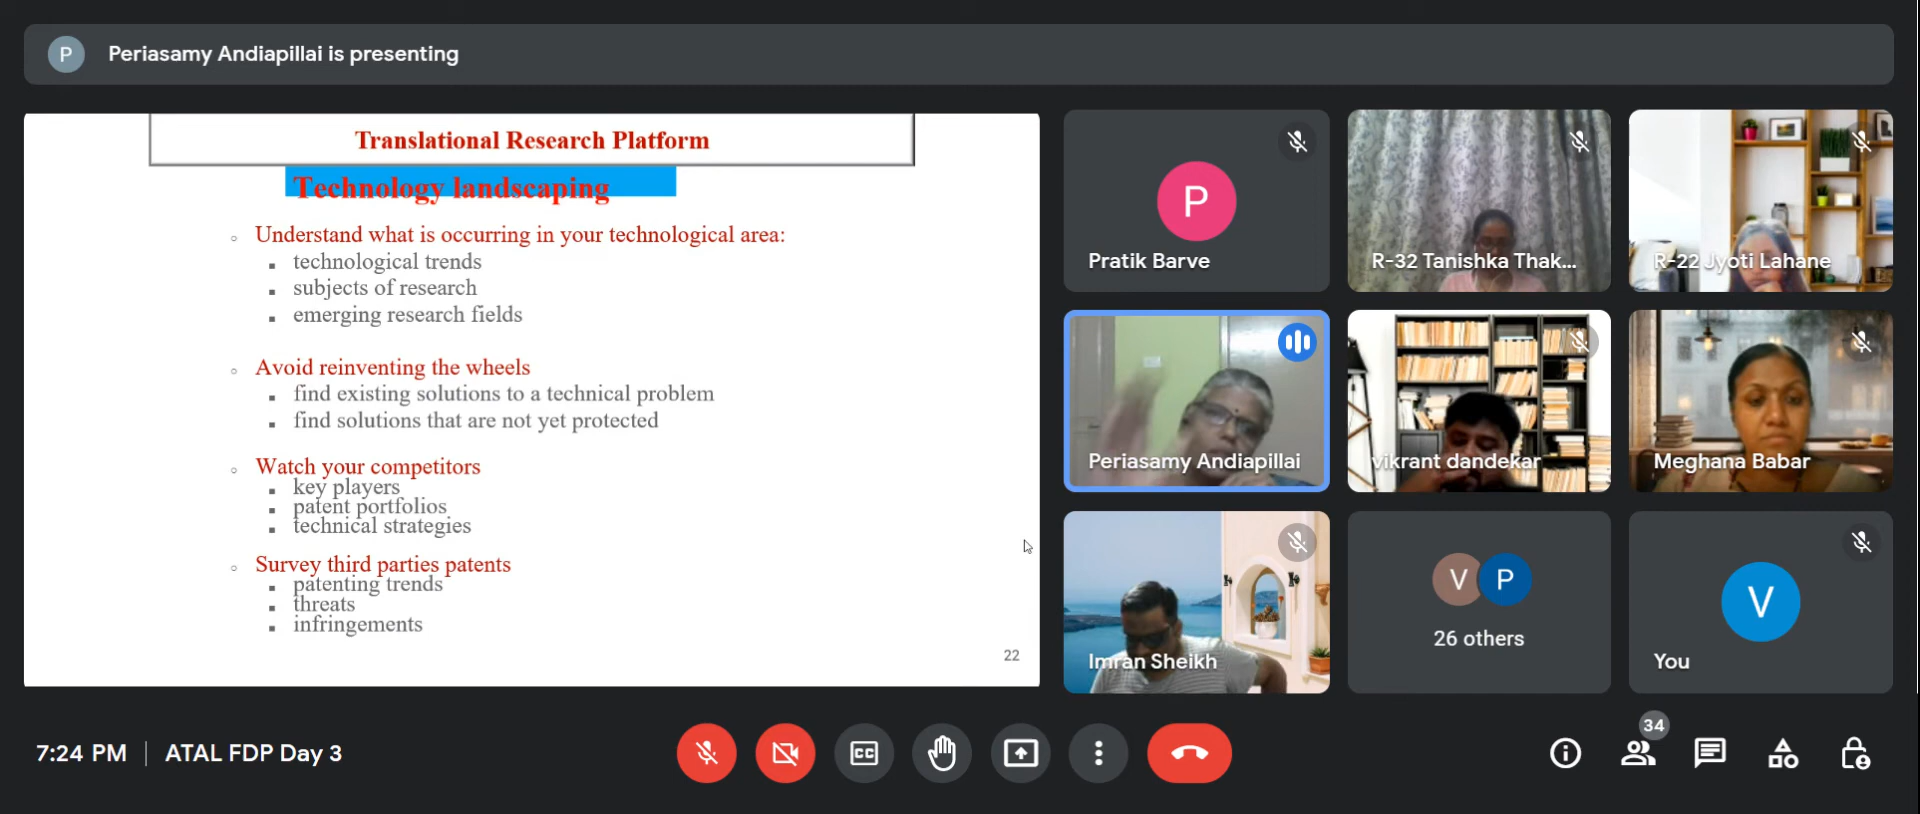 P
Periasamy Andiapillai is presenting
Translational Research Platform
Technology landscaping
Understand what is occurring in your technological area:
technological trends
subjects of research
emerging research fields
Avoid reinventing the wheels
find existing solutions to a technical problem
find solutions that are not yet protected
Watch your competitors
key players
patent portfolios
technical strategies
Survey third parties patents
patenting trends
threats
infringements
22
P
Pratik Barve
R-32 Tanishka Thak...
R-22 Jyoti Lahane
Periasamy Andiapillai
vikrant dandekar
Meghana Babar
Imran Sheikh
V P
26 others
V
You
7:24 PM
ATAL FDP Day 3
CC
34